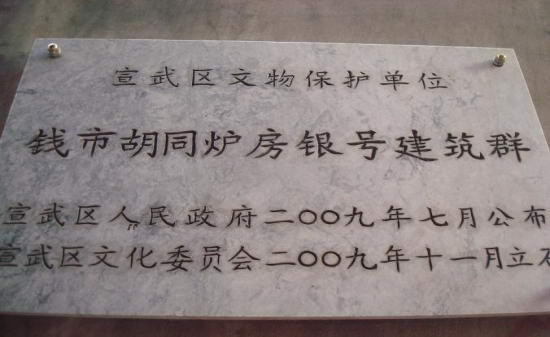 宣武区文物保护单位
钱市胡同炉房银号建筑群
宣武区人民政府二〇〇九年七月公布
宣武区文化委员会二〇〇九年十一月立石